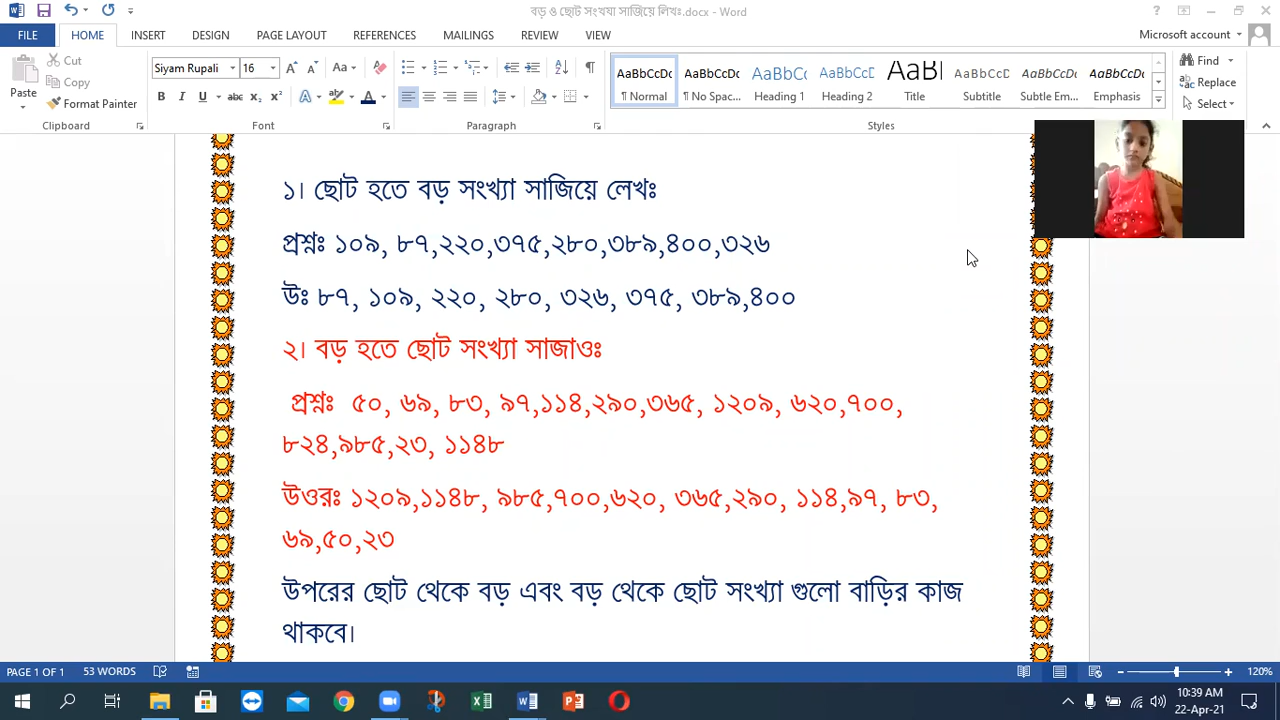 বড় ও ছোট সংখ্যা সাজিয়ে লিখঃ.docx - Word
FILE HOME INSERT DESIGN PAGE LAYOUT REFERENCES MAILINGS REVIEW VIEW Microsoft account
Cut
Copy
Format Painter
Paste
Clipboard
Siyam Rupali 16
Font
Paragraph
AaBbCcDc AaBbCcDc AaBbCc AaBbCcC AaBl AaBbCcD AaBbCcDc AaBbCcDc
¶ Normal ¶ No Spac... Heading 1 Heading 2 Title Subtitle Subtle Em... Emphasis
Styles
Find
Replace
Select
Editing
১। ছোট হতে বড় সংখ্যা সাজিয়ে লেখঃ
প্রশ্নঃ ১০৯, ৮৭,২২০,৩৭৫,২৮০,৩৮৯,৪০০,৩২৬
উঃ ৮৭, ১০৯, ২২০, ২৮০, ৩২৬, ৩৭৫, ৩৮৯,৪০০
২। বড় হতে ছোট সংখ্যা সাজাওঃ
প্রশ্নঃ ৫০, ৬৯, ৮৩, ৯৭,১১৪,২৯০,৩৬৫, ১২০৯, ৬২০,৭০০,
৮২৪,৯৮৫,২৩, ১১৪৮
উওরঃ ১২০৯,১১৪৮, ৯৮৫,৭০০,৬২০, ৩৬৫,২৯০, ১১৪,৯৭, ৮৩,
৬৯,৫০,২৩
উপরের ছোট থেকে বড় এবং বড় থেকে ছোট সংখ্যা গুলো বাড়ির কাজ
থাকবে।
PAGE 1 OF 1 53 WORDS 120%
10:39 AM
22-Apr-21